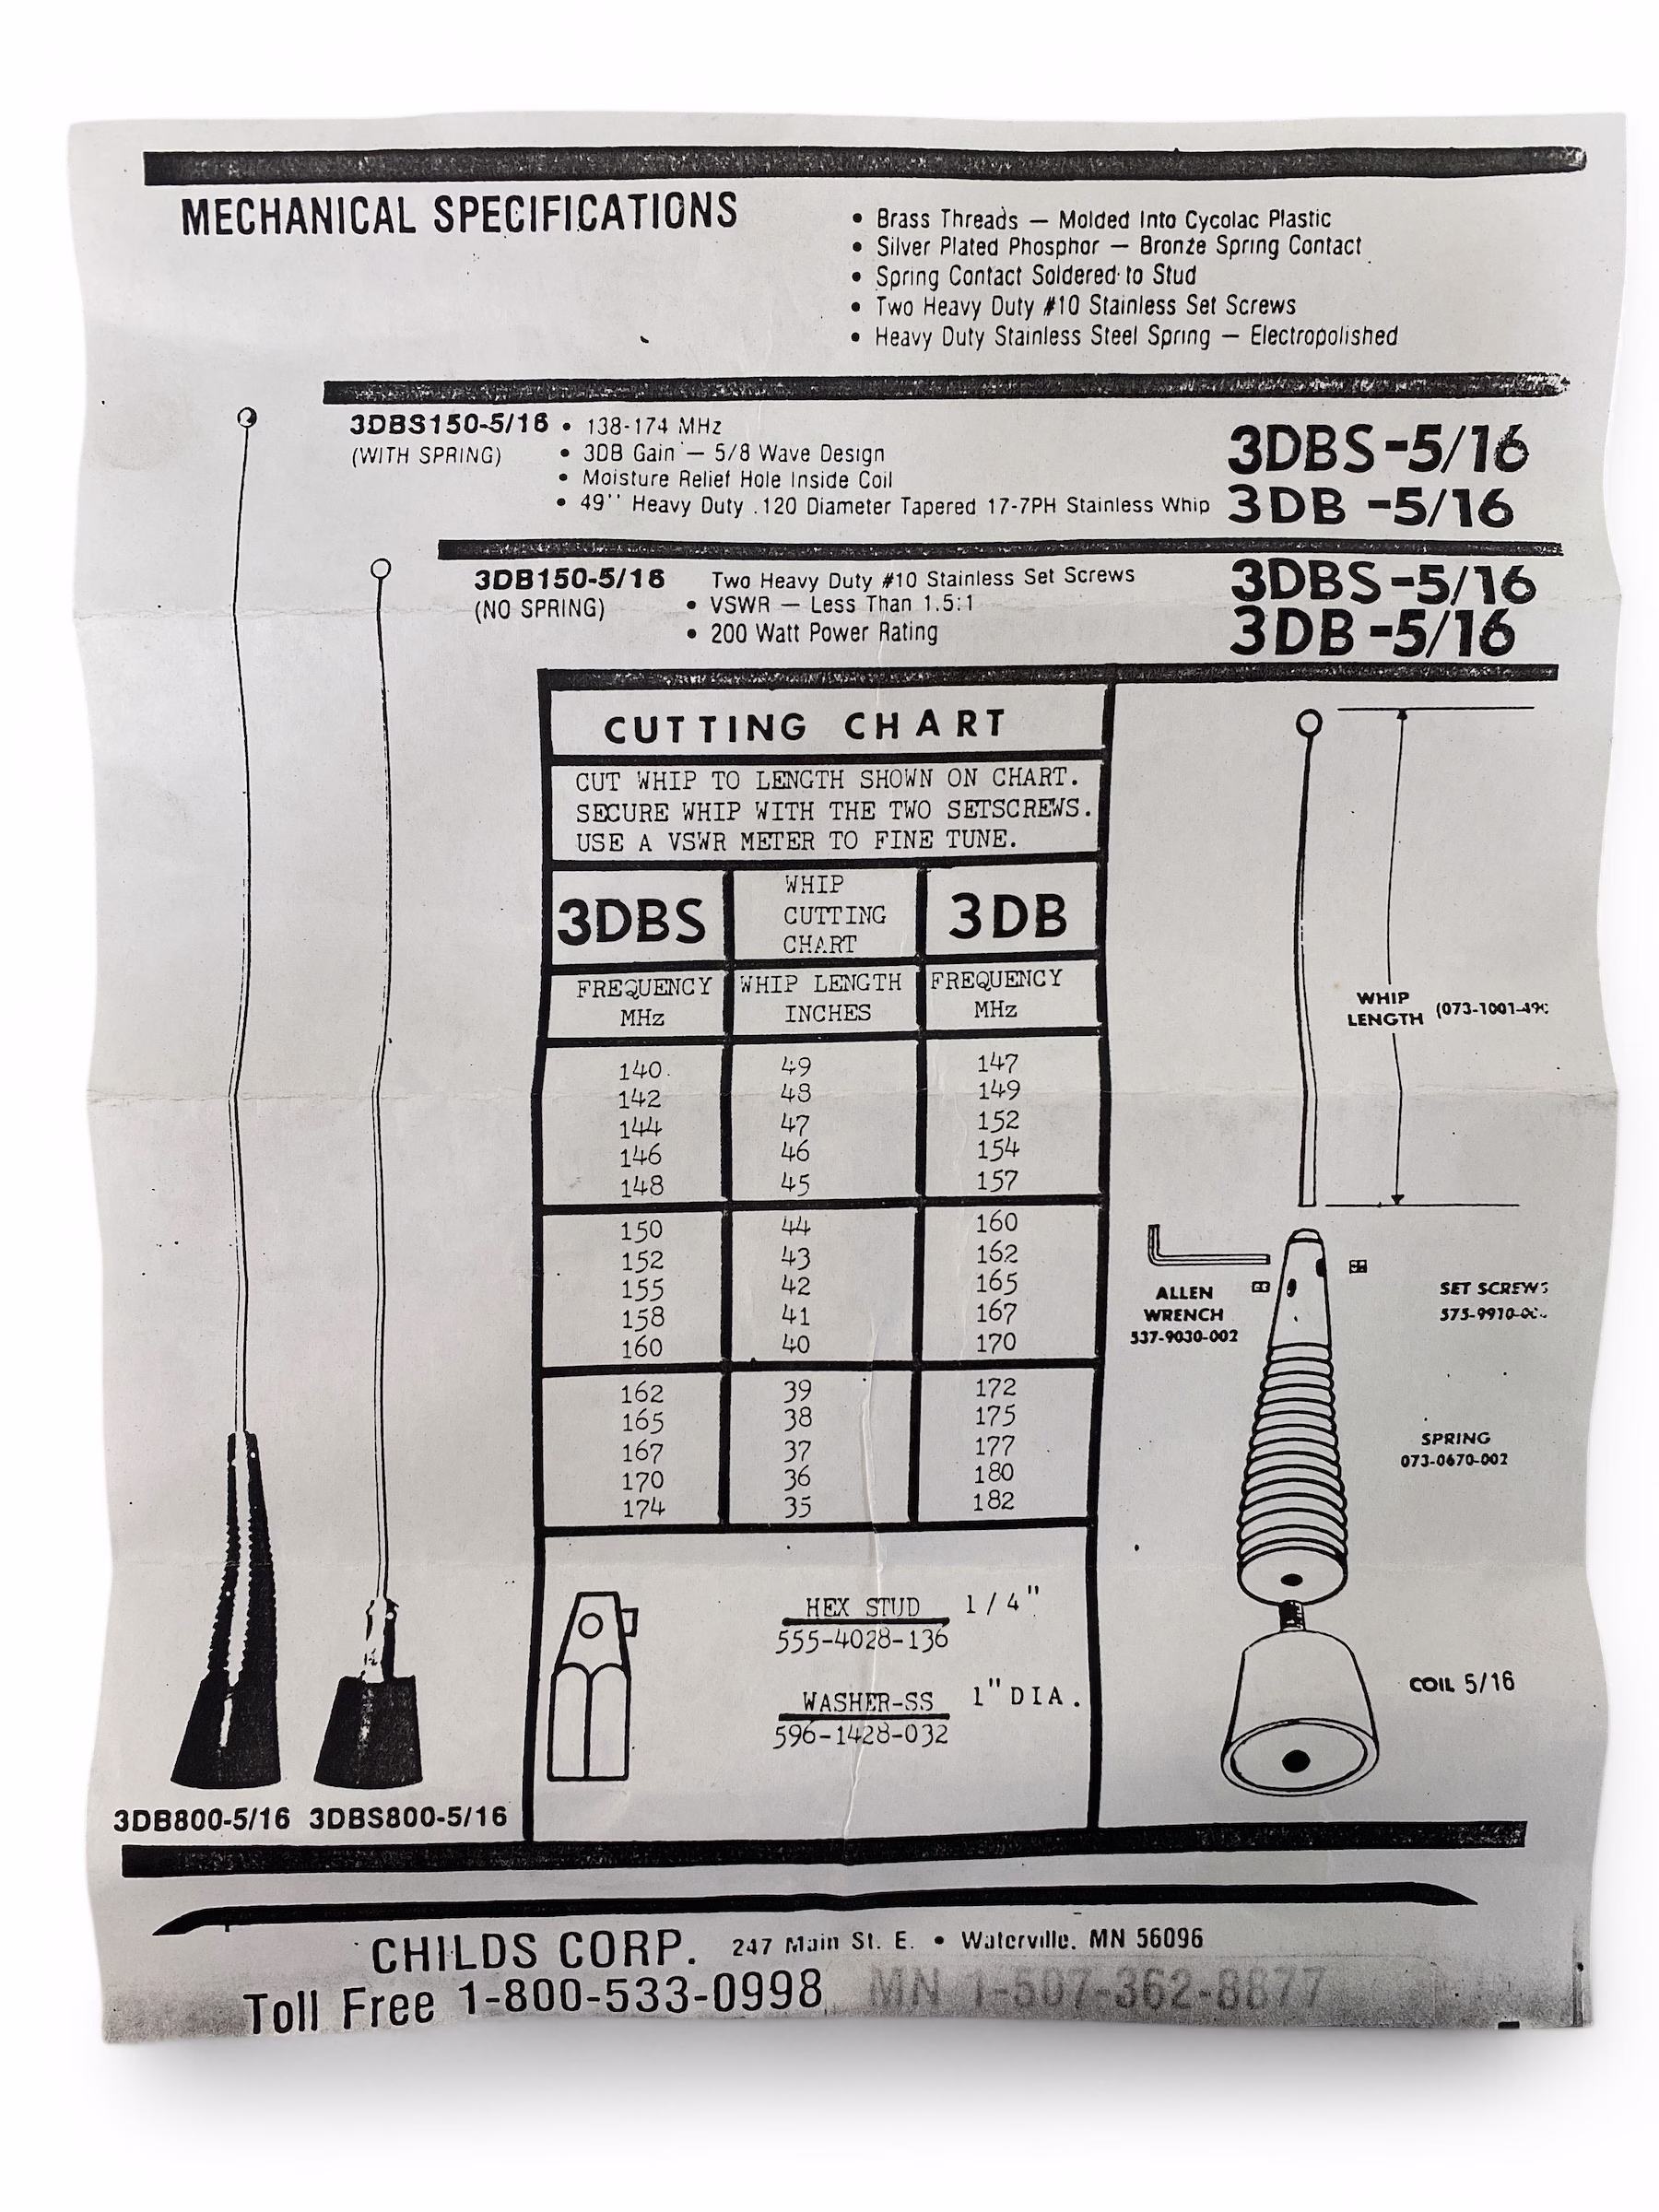 MECHANICAL SPECIFICATIONS
• Brass Threads — Molded Into Cycolac Plastic
• Silver Plated Phosphor — Bronze Spring Contact
• Spring Contact Soldered to Stud
• Two Heavy Duty #10 Stainless Set Screws
• Heavy Duty Stainless Steel Spring — Electropolished
3DBS150-5/16
(WITH SPRING)
• 138-174 MHz
• 3DB Gain — 5/8 Wave Design
• Moisture Relief Hole Inside Coil
• 49'' Heavy Duty .120 Diameter Tapered 17-7PH Stainless Whip
3DBS-5/16
3DB -5/16
3DB150-5/16
(NO SPRING)
Two Heavy Duty #10 Stainless Set Screws
• VSWR — Less Than 1.5:1
• 200 Watt Power Rating
3DBS-5/16
3DB-5/16
CUTTING CHART
CUT WHIP TO LENGTH SHOWN ON CHART.
SECURE WHIP WITH THE TWO SETSCREWS.
USE A VSWR METER TO FINE TUNE.
3DBS
WHIP
CUTTING
CHART
3DB
FREQUENCY WHIP LENGTH FREQUENCY
MHz INCHES MHz
140 49 147
142 48 149
144 47 152
146 46 154
148 45 157
150 44 160
152 43 162
155 42 165
158 41 167
160 40 170
162 39 172
165 38 175
167 37 177
170 36 180
174 35 182
HEX STUD 1/4"
555-4028-136
WASHER-SS 1"DIA.
596-1428-032
WHIP
LENGTH
ALLEN
WRENCH
537-9030-002
SET SCREWS
SPRING
073-0670-002
COIL 5/16
3DB800-5/16 3DBS800-5/16
CHILDS CORP. 247 Main St. E. • Waterville, MN 56096
Toll Free 1-800-533-0998 MN 1-507-362-8877